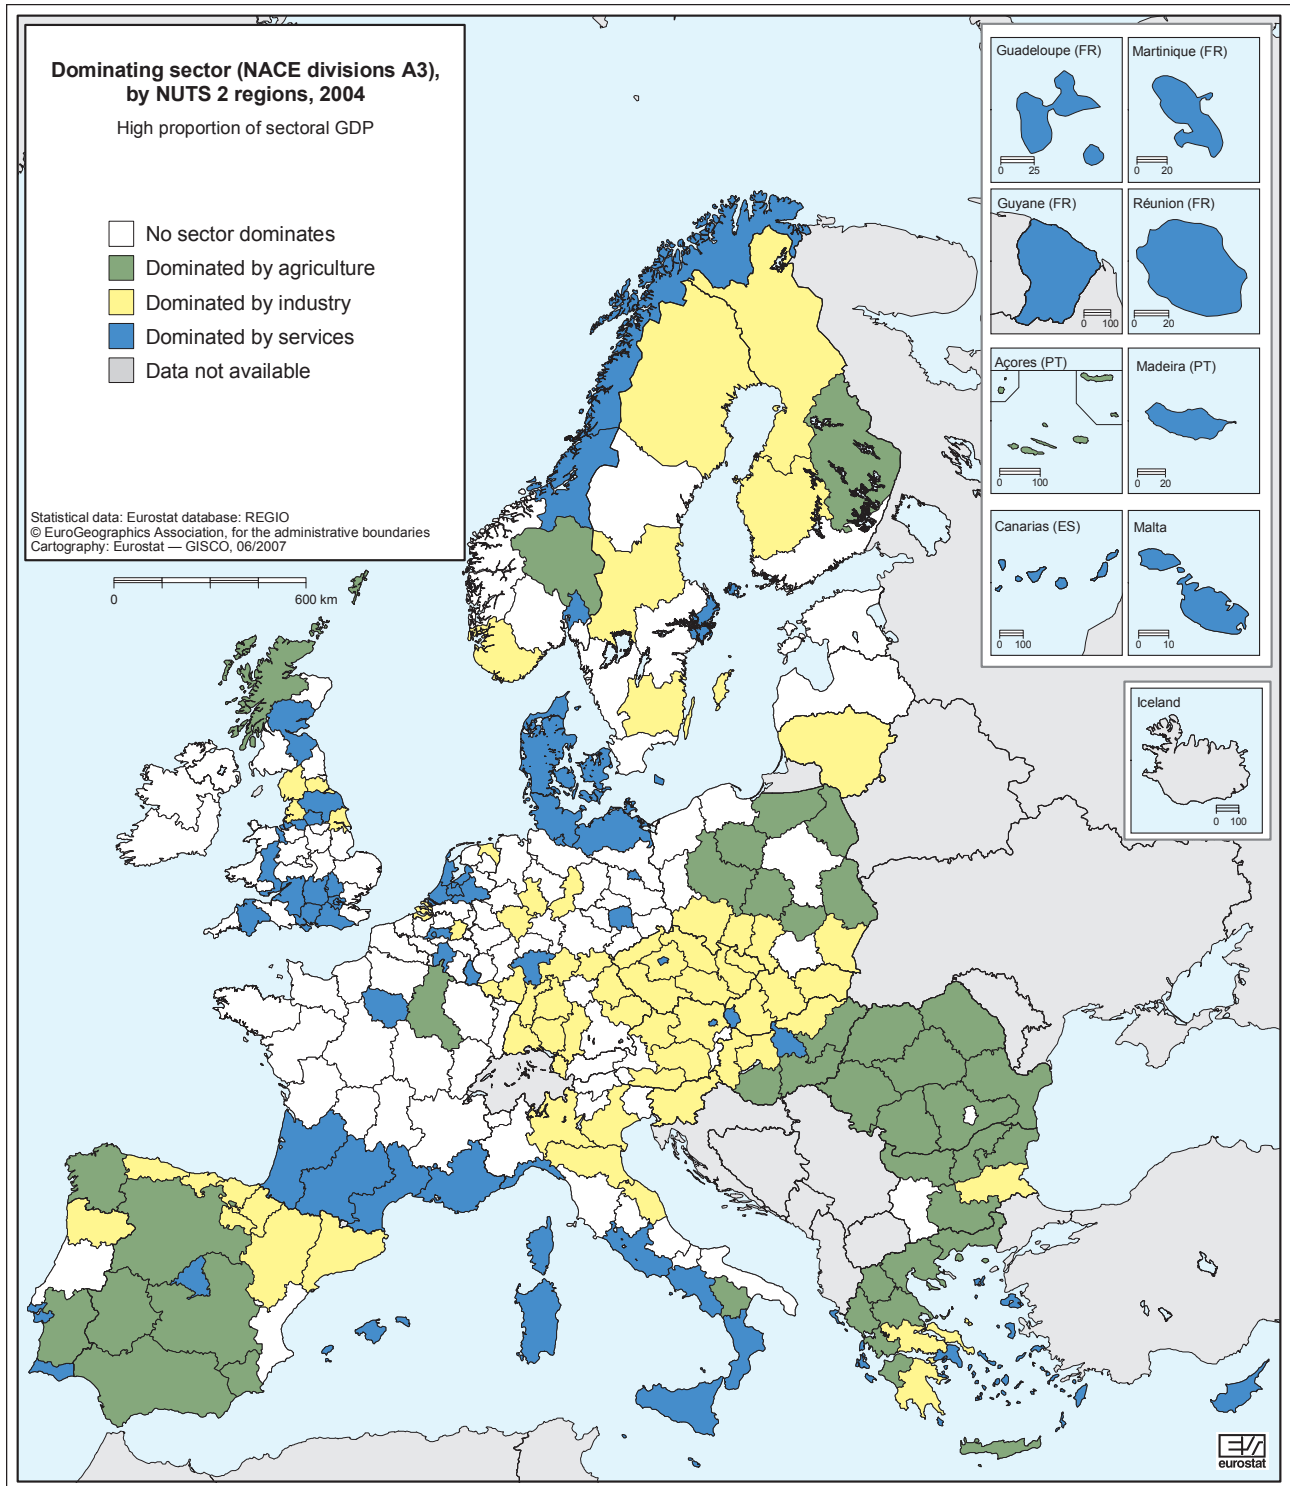 Dominating sector (NACE divisions A3),
by NUTS 2 regions, 2004
High proportion of sectoral GDP
No sector dominates
Dominated by agriculture
Dominated by industry
Dominated by services
Data not available
Statistical data: Eurostat database: REGIO
© EuroGeographics Association, for the administrative boundaries
Cartography: Eurostat — GISCO, 06/2007
0 600 km
Guadeloupe (FR)
0 25
Martinique (FR)
0 20
Guyane (FR)
0 100
Réunion (FR)
0 20
Açores (PT)
0 100
Madeira (PT)
0 20
Canarias (ES)
0 100
Malta
0 10
Iceland
0 100
eurostat